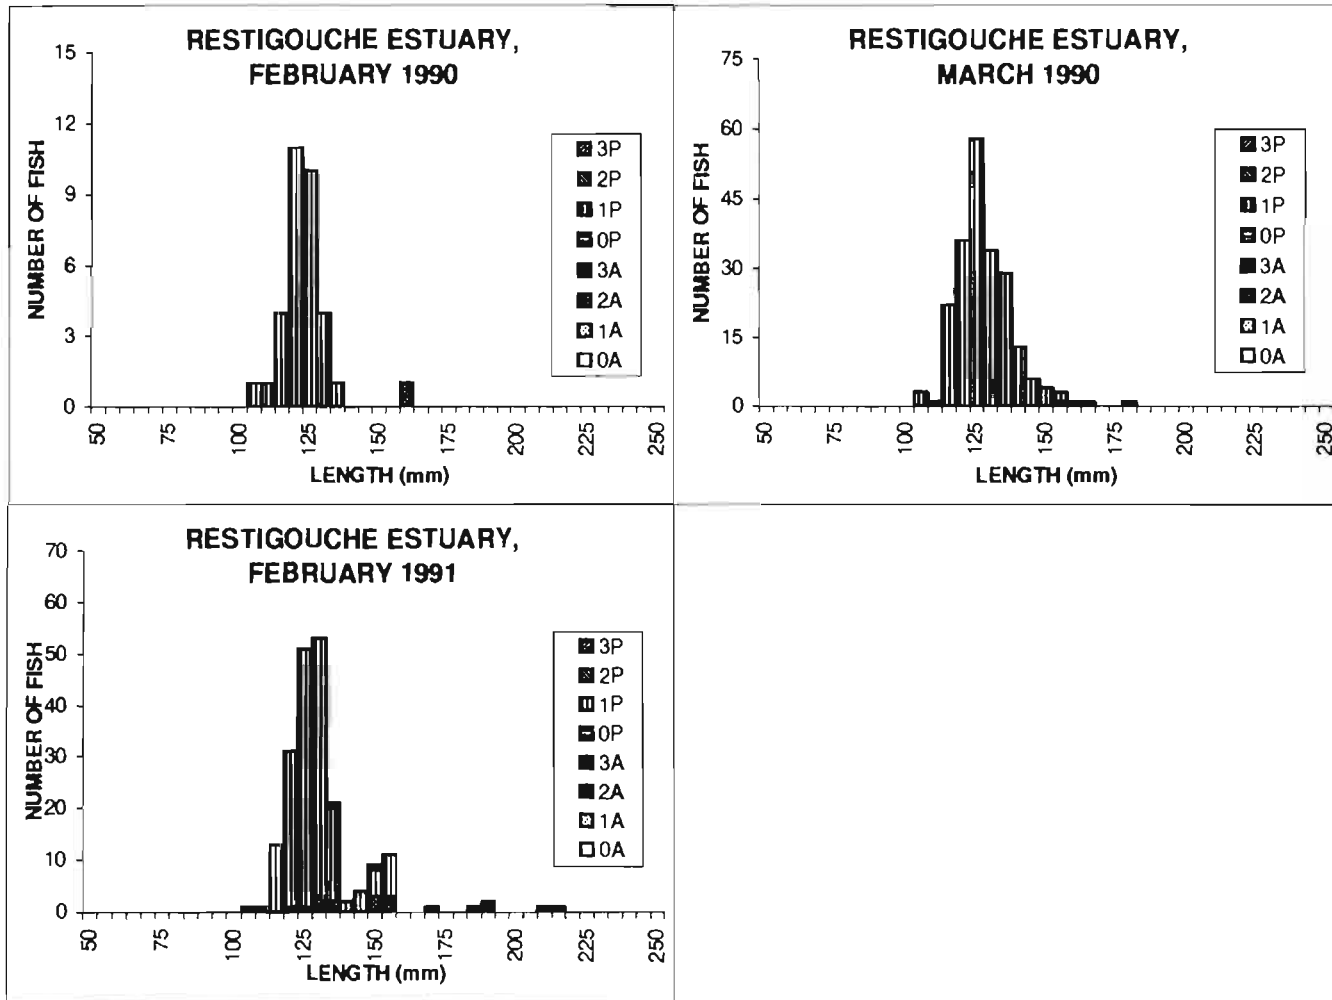 RESTIGOUCHE ESTUARY,
FEBRUARY 1990
NUMBER OF FISH
15
12
9
6
3
0
50
75
100
125
150
175
200
225
250
LENGTH (mm)
3P
2P
1P
0P
3A
2A
1A
0A
RESTIGOUCHE ESTUARY,
MARCH 1990
NUMBER OF FISH
75
60
45
30
15
0
50
75
100
125
150
175
200
225
250
LENGTH (mm)
3P
2P
1P
0P
3A
2A
1A
0A
RESTIGOUCHE ESTUARY,
FEBRUARY 1991
NUMBER OF FISH
70
60
50
40
30
20
10
0
50
75
100
125
150
175
200
225
250
LENGTH (mm)
3P
2P
1P
0P
3A
2A
1A
0A